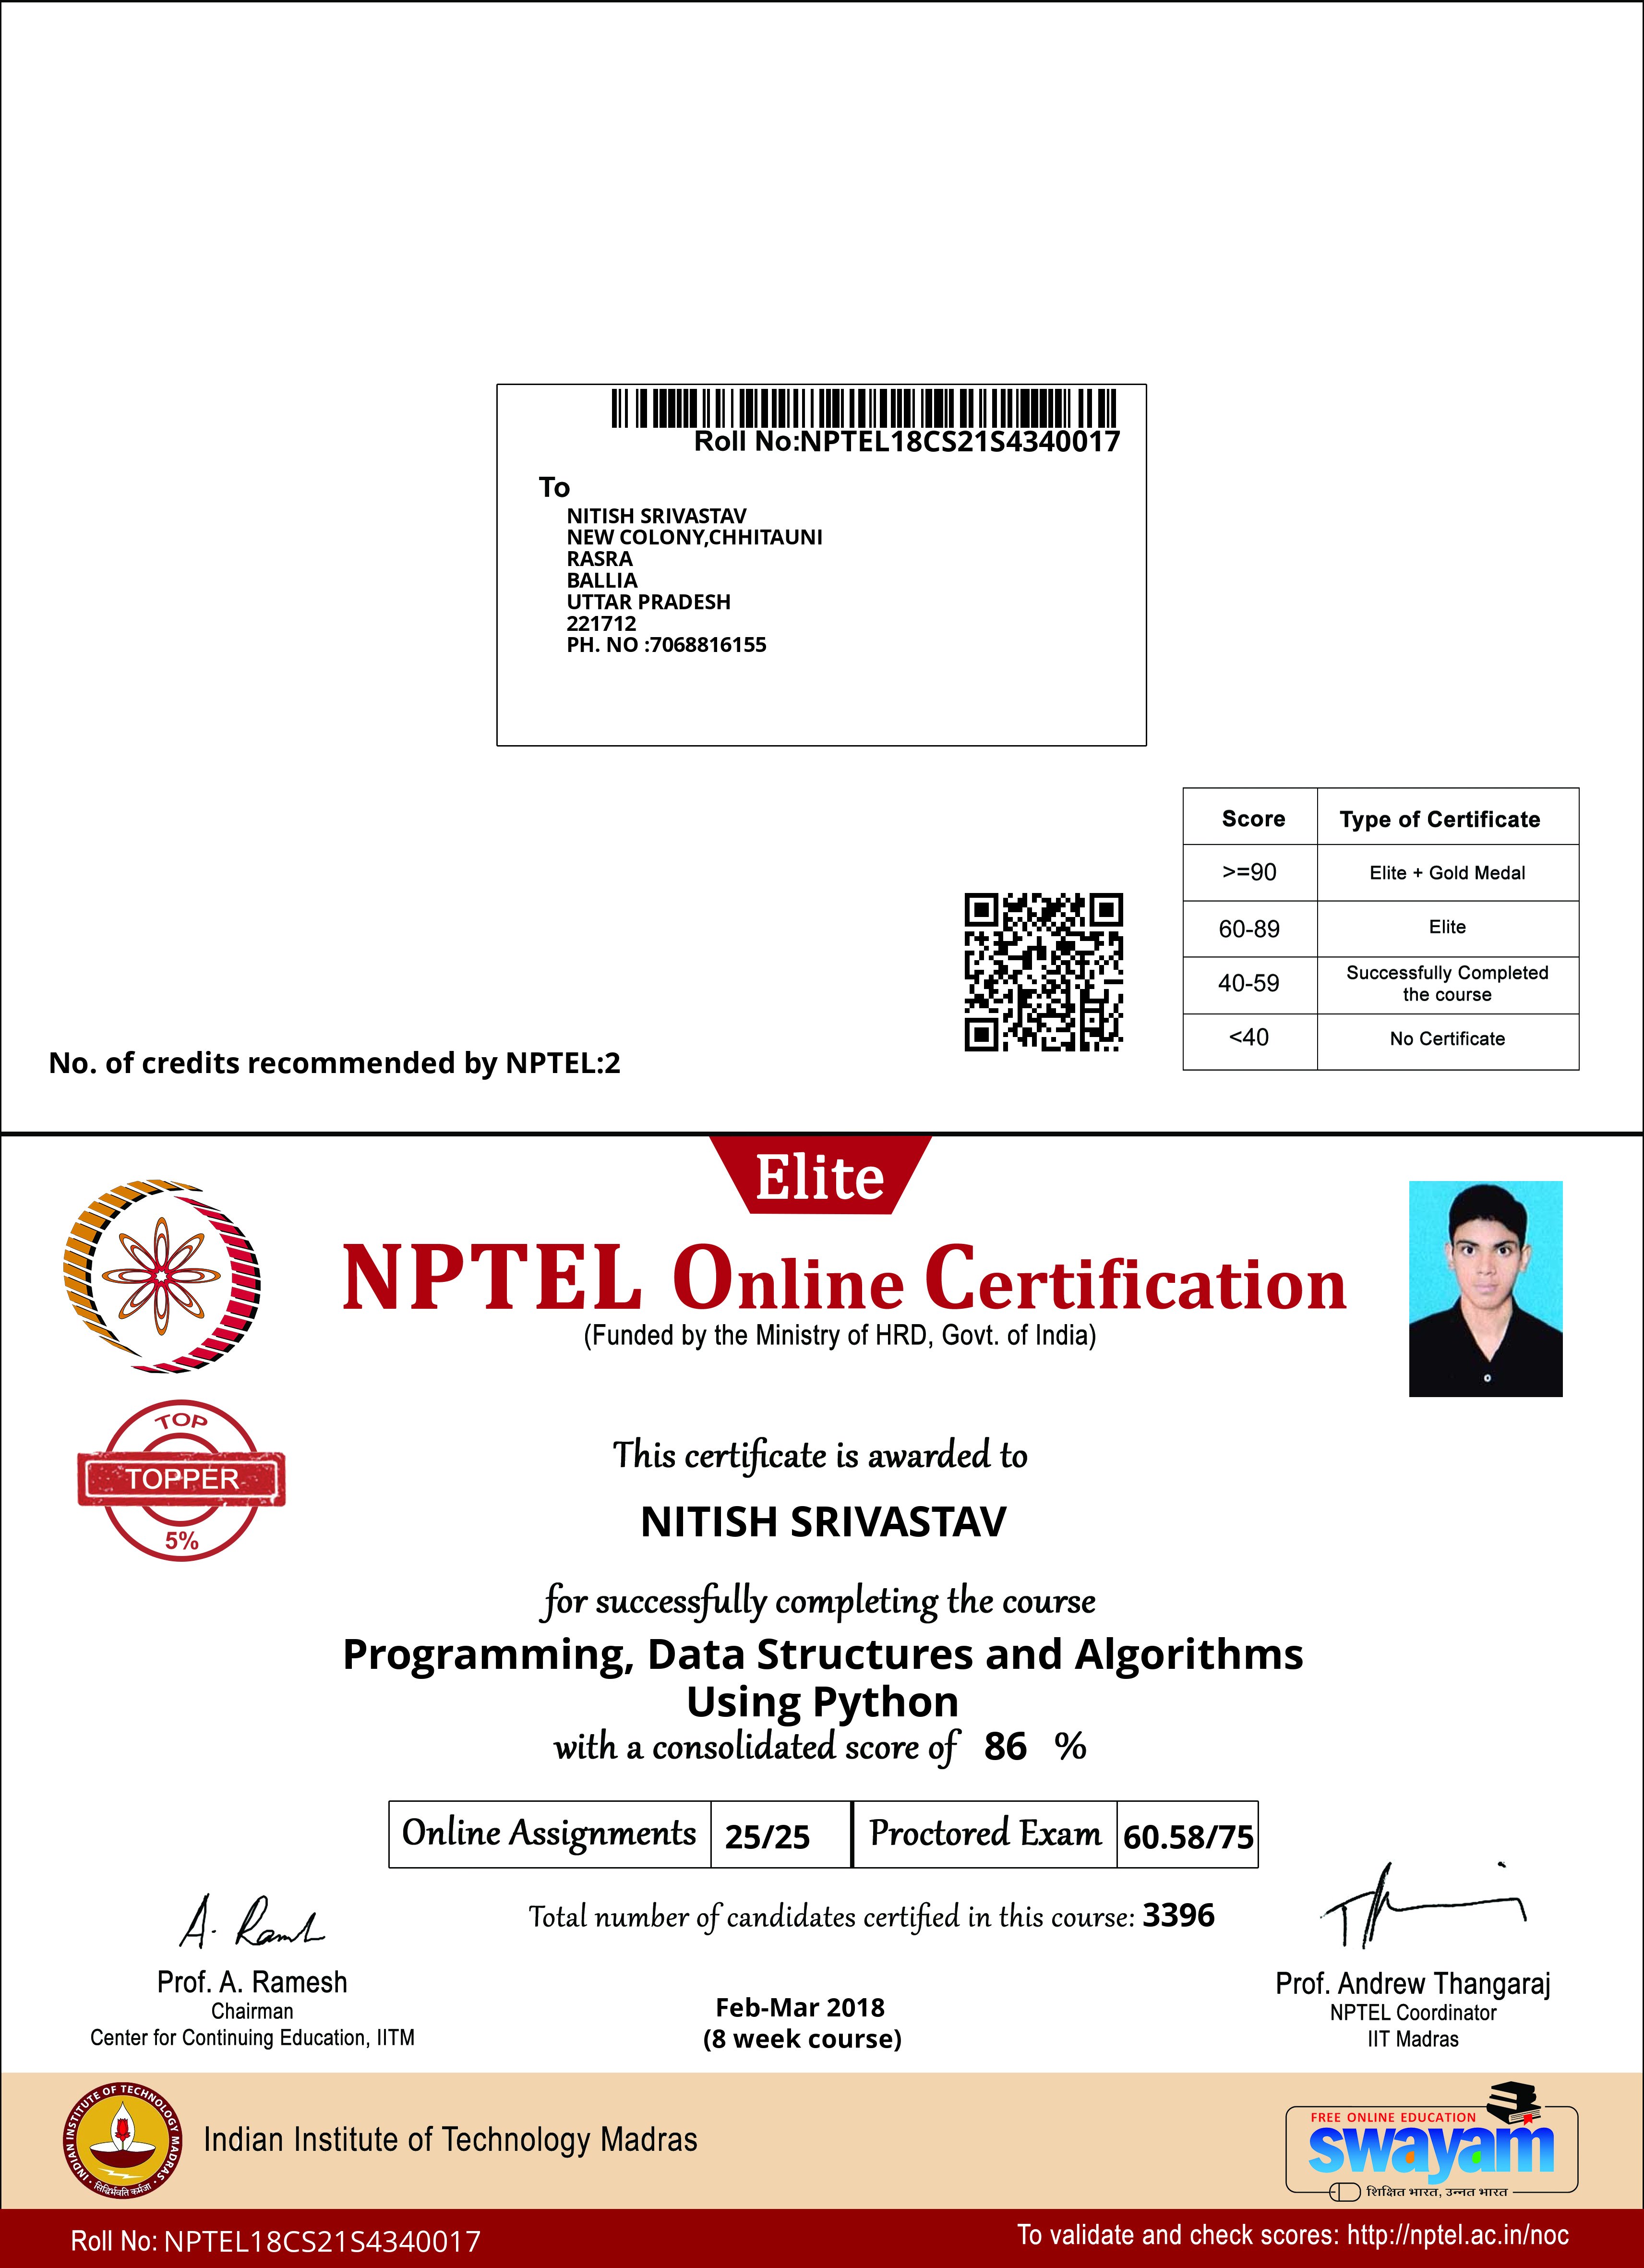 Roll No:NPTEL18CS21S4340017
To
NITISH SRIVASTAV
NEW COLONY,CHHITAUNI
RASRA
BALLIA
UTTAR PRADESH
221712
PH. NO :7068816155
Score Type of Certificate
>=90 Elite + Gold Medal
60-89 Elite
40-59 Successfully Completed
the course
<40 No Certificate
No. of credits recommended by NPTEL:2
Elite
NPTEL Online Certification
(Funded by the Ministry of HRD, Govt. of India)
TOP
TOPPER
5%
This certificate is awarded to
NITISH SRIVASTAV
for successfully completing the course
Programming, Data Structures and Algorithms
Using Python
with a consolidated score of 86 %
Online Assignments 25/25 Proctored Exam 60.58/75
Total number of candidates certified in this course: 3396
A. Ramesh
Prof. A. Ramesh
Chairman
Center for Continuing Education, IITM
Feb-Mar 2018
(8 week course)
Prof. Andrew Thangaraj
NPTEL Coordinator
IIT Madras
INDIAN INSTITUTE OF TECHNOLOGY MADRAS
सिद्धिर्भवति कर्मजा
Indian Institute of Technology Madras
FREE ONLINE EDUCATION
swayam
शिक्षित भारत, उन्नत भारत
Roll No: NPTEL18CS21S4340017
To validate and check scores: http://nptel.ac.in/noc